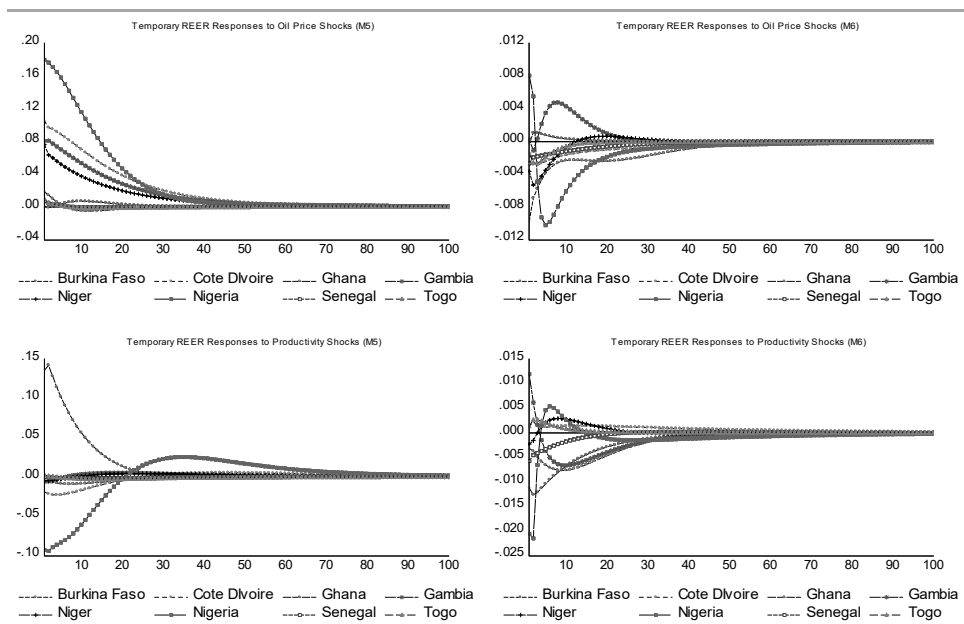 Temporary REER Responses to Oil Price Shocks (M5)
.20
.16
.12
.08
.04
.00
-.04
10 20 30 40 50 60 70 80 90 100
Burkina Faso Cote DIvoire Ghana Gambia
Niger Nigeria Senegal Togo
Temporary REER Responses to Oil Price Shocks (M6)
.012
.008
.004
.000
-.004
-.008
-.012
10 20 30 40 50 60 70 80 90 100
Burkina Faso Cote DIvoire Ghana Gambia
Niger Nigeria Senegal Togo
Temporary REER Responses to Productivity Shocks (M5)
.15
.10
.05
.00
-.05
-.10
10 20 30 40 50 60 70 80 90 100
Burkina Faso Cote DIvoire Ghana Gambia
Niger Nigeria Senegal Togo
Temporary REER Responses to Productivity Shocks (M6)
.015
.010
.005
.000
-.005
-.010
-.015
-.020
-.025
10 20 30 40 50 60 70 80 90 100
Burkina Faso Cote DIvoire Ghana Gambia
Niger Nigeria Senegal Togo